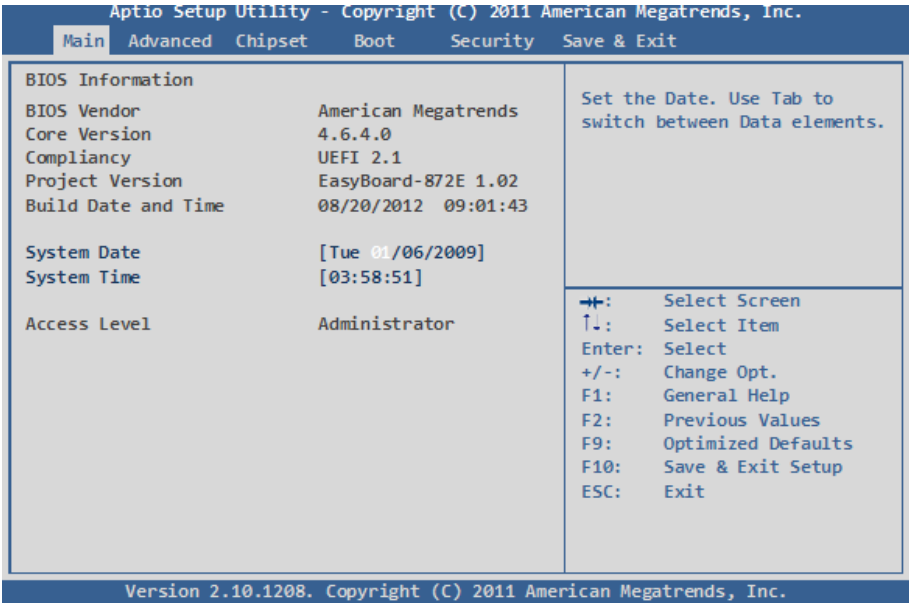 Aptio Setup Utility - Copyright (C) 2011 American Megatrends, Inc.
Main Advanced Chipset Boot Security Save & Exit
BIOS Information
BIOS Vendor American Megatrends
Core Version 4.6.4.0
Compliancy UEFI 2.1
Project Version EasyBoard-872E 1.02
Build Date and Time 08/20/2012 09:01:43
System Date [Tue 01/06/2009]
System Time [03:58:51]
Access Level Administrator
Set the Date. Use Tab to
switch between Data elements.
→←: Select Screen
↑↓: Select Item
Enter: Select
+/-: Change Opt.
F1: General Help
F2: Previous Values
F9: Optimized Defaults
F10: Save & Exit Setup
ESC: Exit
Version 2.10.1208. Copyright (C) 2011 American Megatrends, Inc.